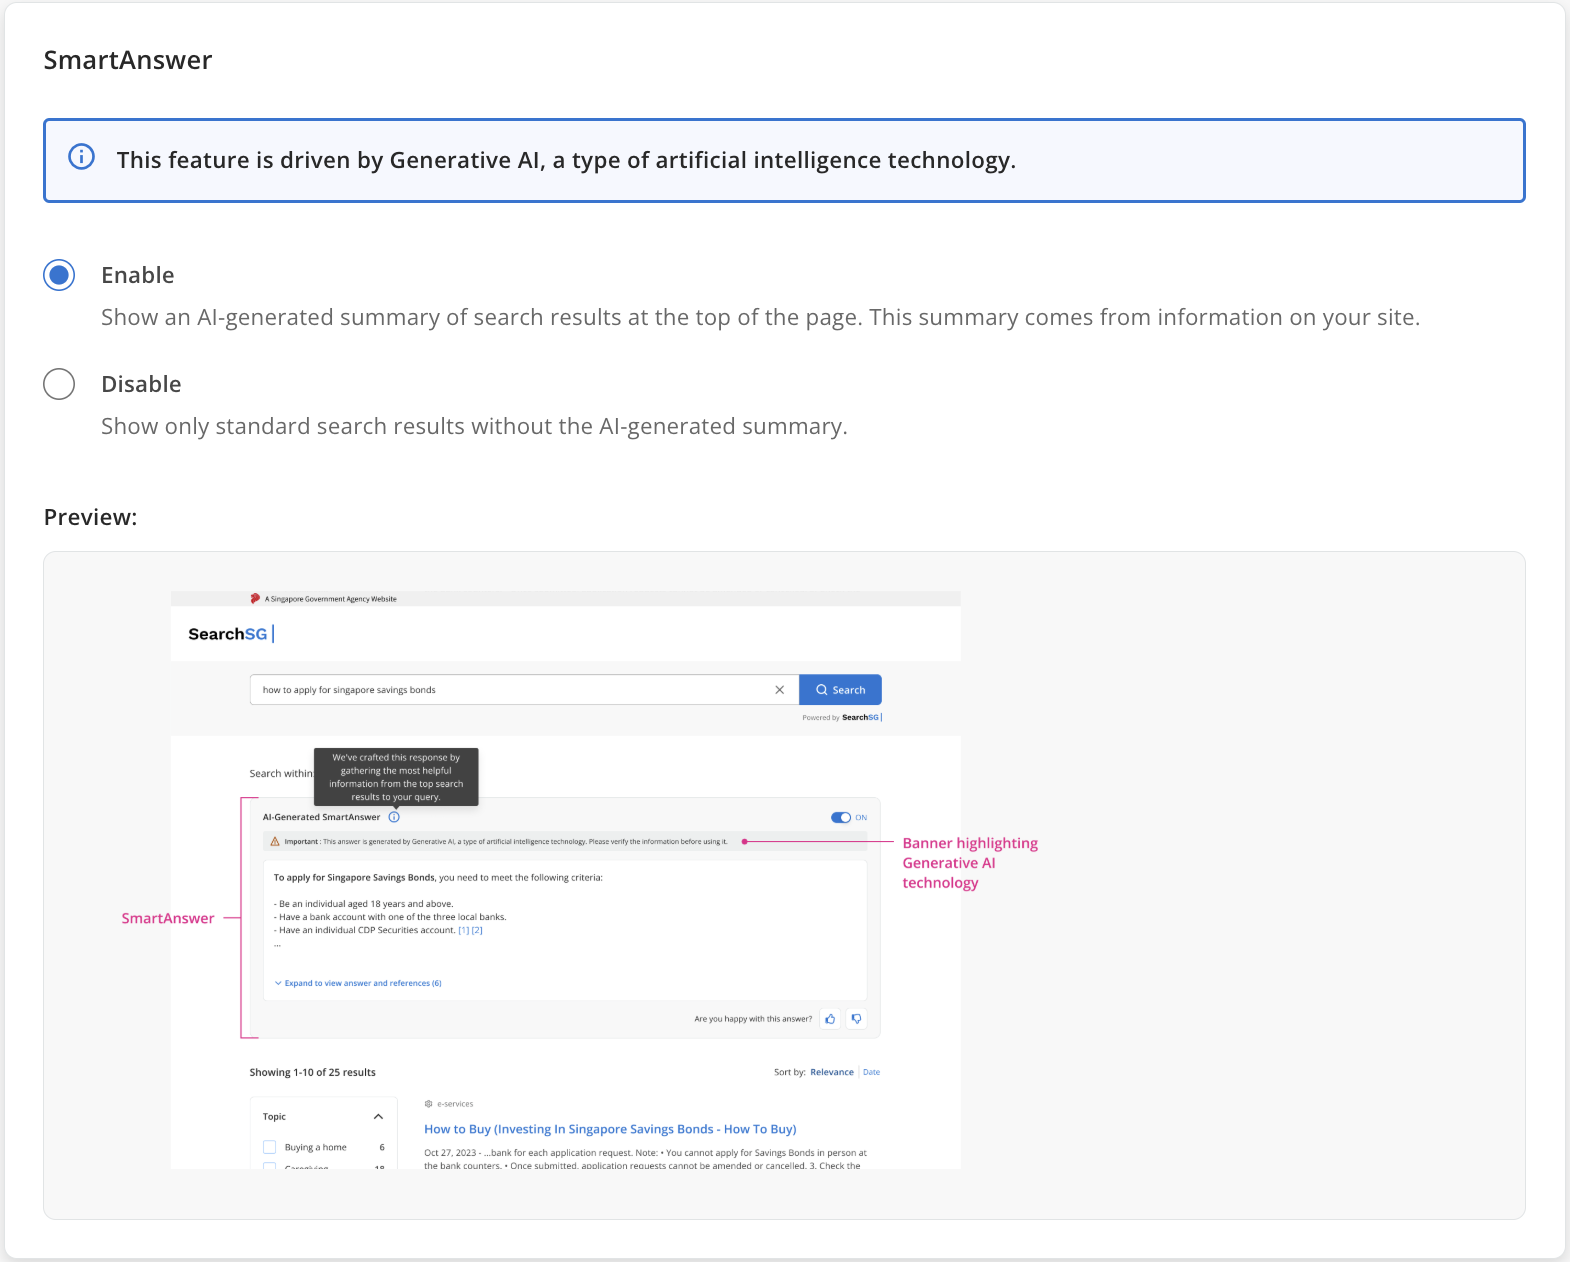 SmartAnswer
This feature is driven by Generative AI, a type of artificial intelligence technology.
Enable
Show an AI-generated summary of search results at the top of the page. This summary comes from information on your site.
Disable
Show only standard search results without the AI-generated summary.
Preview:
A Singapore Government Agency Website
SearchSG
how to apply for singapore savings bonds
Search
Powered by SearchSG
Search within:
We've crafted this response by
gathering the most helpful
information from the top search
results to your query.
AI-Generated SmartAnswer
ON
Important : This answer is generated by Generative AI, a type of artificial intelligence technology. Please verify the information before using it.
Banner highlighting
Generative AI
technology
To apply for Singapore Savings Bonds, you need to meet the following criteria:
- Be an individual aged 18 years and above.
- Have a bank account with one of the three local banks.
- Have an individual CDP Securities account. [1] [2]
...
SmartAnswer
Expand to view answer and references (6)
Are you happy with this answer?
Showing 1-10 of 25 results
Sort by: Relevance Date
Topic
Buying a home 6
Caregiving 18
e-services
How to Buy (Investing In Singapore Savings Bonds - How To Buy)
Oct 27, 2023 - ...bank for each application request. Note: • You cannot apply for Savings Bonds in person at
the bank counters. • Once submitted, application requests cannot be amended or cancelled. 3. Check the